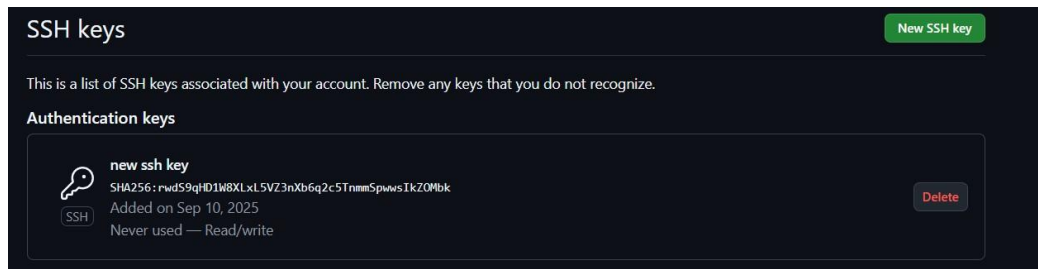 SSH keys
New SSH key
This is a list of SSH keys associated with your account. Remove any keys that you do not recognize.
Authentication keys
new ssh key
SHA256:rwdS9qHD1W8XLxL5VZ3nXb6q2c5TnmmSpwwsIkZOMbk
SSH
Added on Sep 10, 2025
Never used — Read/write
Delete